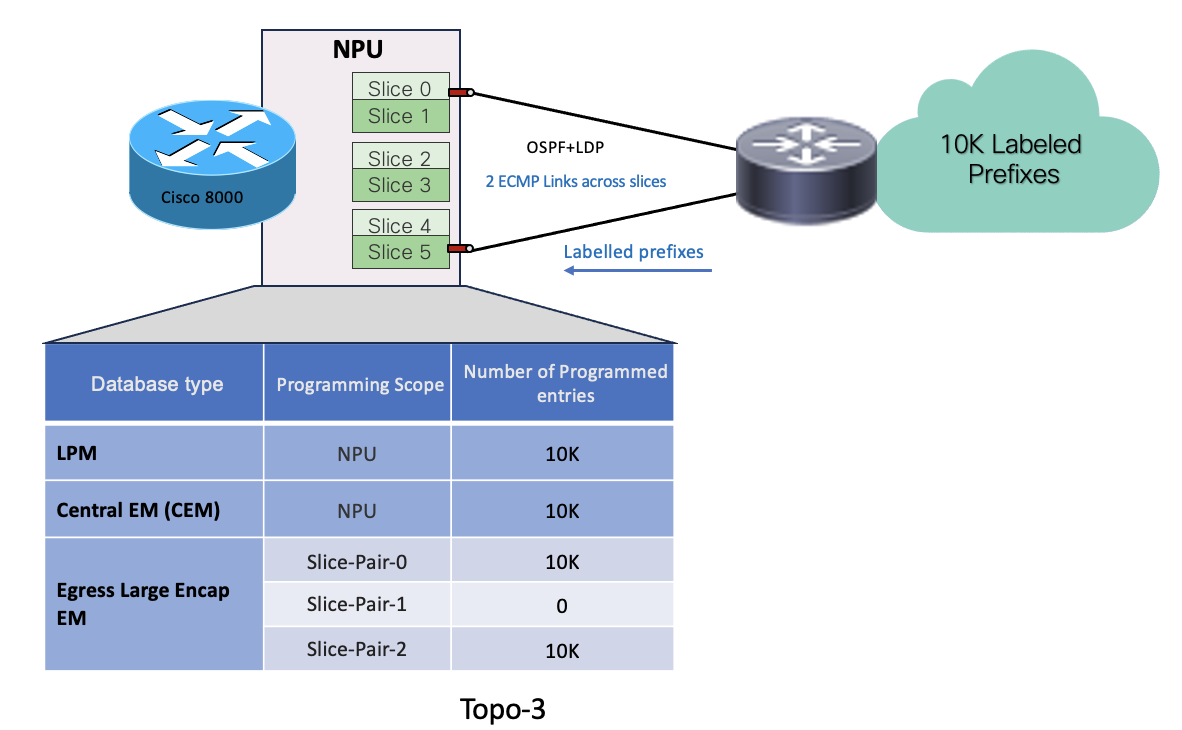 NPU
Slice 0
Slice 1
Slice 2
Slice 3
Slice 4
Slice 5
Cisco 8000
OSPF+LDP
2 ECMP Links across slices
Labelled prefixes
10K Labeled
Prefixes
Database type
Programming Scope
Number of Programmed
entries
LPM
NPU
10K
Central EM (CEM)
NPU
10K
Egress Large Encap
EM
Slice-Pair-0
10K
Slice-Pair-1
0
Slice-Pair-2
10K
Topo-3